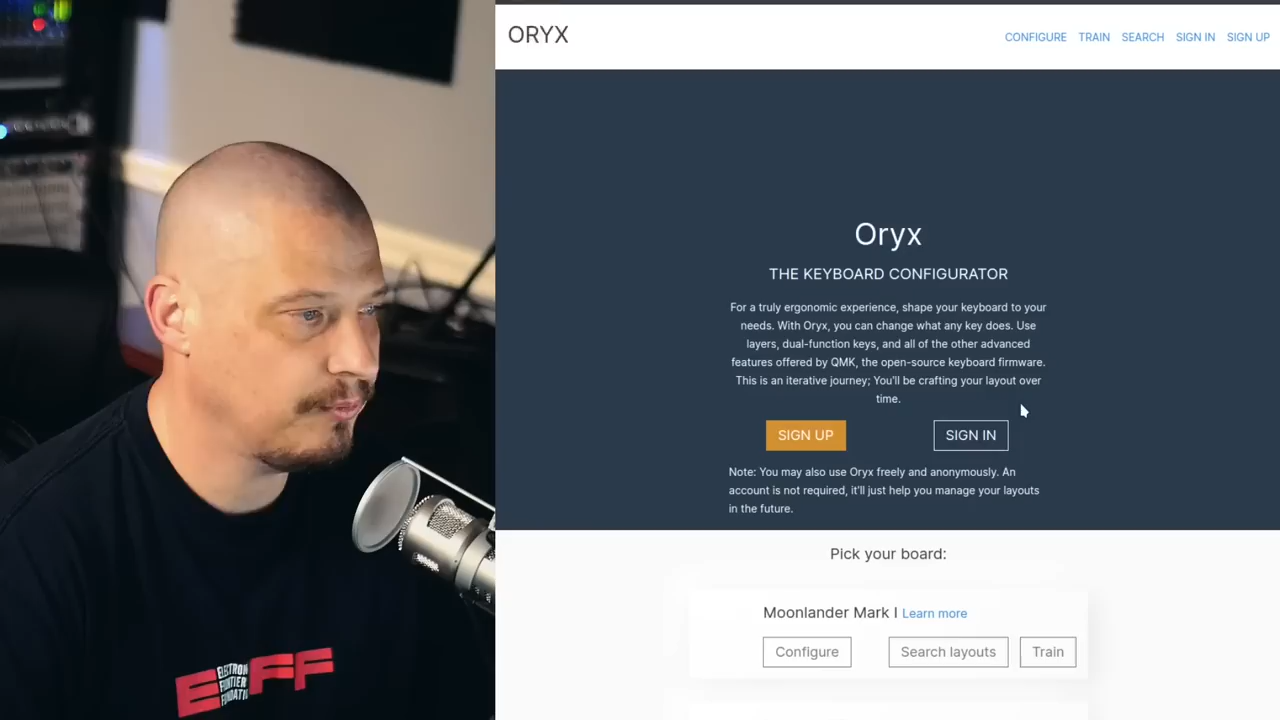 ORYX
CONFIGURE TRAIN SEARCH SIGN IN SIGN UP
Oryx
THE KEYBOARD CONFIGURATOR
For a truly ergonomic experience, shape your keyboard to your
needs. With Oryx, you can change what any key does. Use
layers, dual-function keys, and all of the other advanced
features offered by QMK, the open-source keyboard firmware.
This is an iterative journey; You'll be crafting your layout over
time.
SIGN UP SIGN IN
Note: You may also use Oryx freely and anonymously. An
account is not required, it'll just help you manage your layouts
in the future.
Pick your board:
Moonlander Mark I Learn more
Configure Search layouts Train
EFF
ELECTRONIC
FRONTIER
FOUNDATION